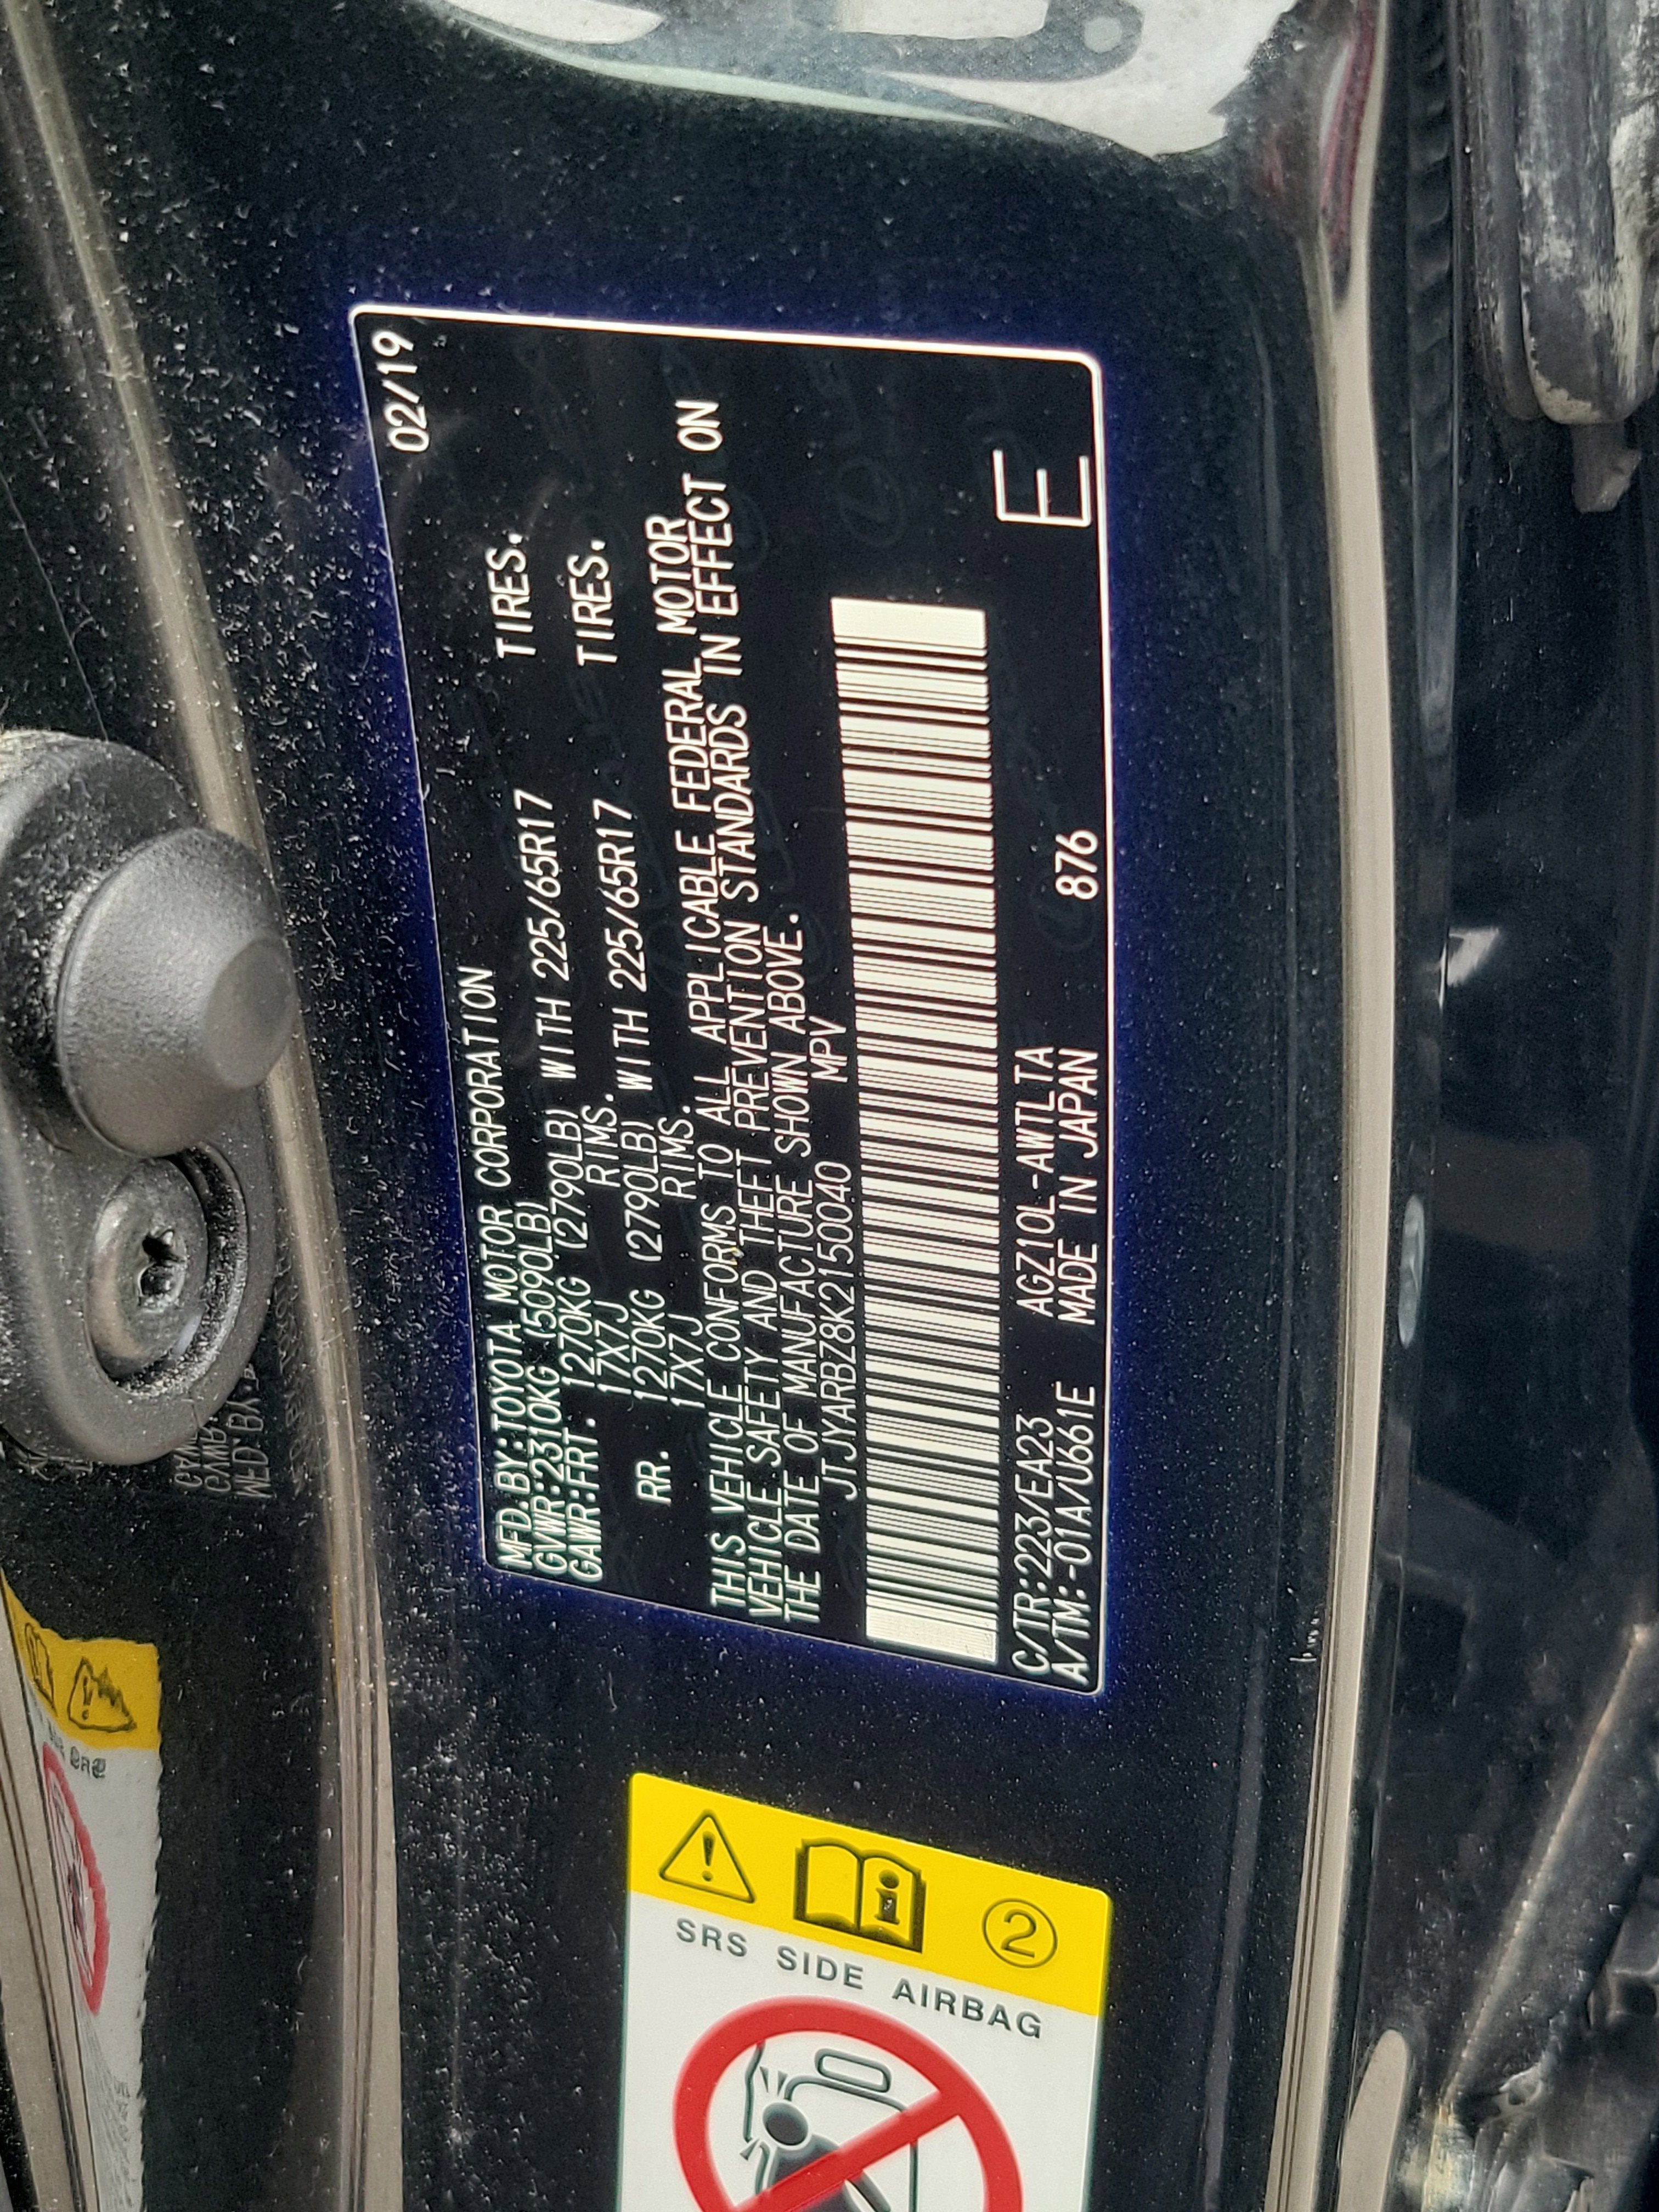 02/19
MFD.BY:TOYOTA MOTOR CORPORATION
GVWR:2310KG (5090LB)
GAWR:FRT. 1270KG (2790LB) WITH 225/65R17 TIRES.
17X7J RIMS.
RR. 1270KG (2790LB) WITH 225/65R17 TIRES.
17X7J RIMS.
THIS VEHICLE CONFORMS TO ALL APPLICABLE FEDERAL MOTOR
VEHICLE SAFETY AND THEFT PREVENTION STANDARDS IN EFFECT ON
THE DATE OF MANUFACTURE SHOWN ABOVE.
JTJYARBZ8K2150040 MPV
C/TR:223/EA23 AGZ10L-AWTLTA
A/TM:-01A/U661E MADE IN JAPAN 876
E
2
SRS SIDE AIRBAG